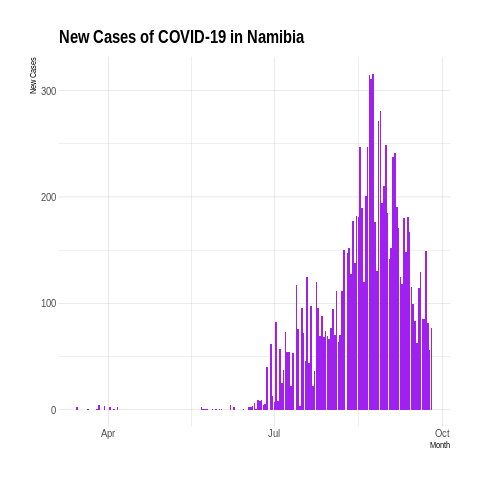 New Cases of COVID-19 in Namibia
New Cases
300
200
100
0
Apr
Jul
Oct
Month